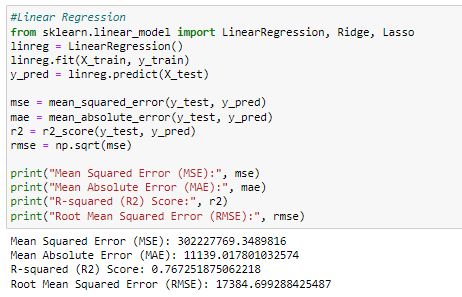 #Linear Regression
from sklearn.linear_model import LinearRegression, Ridge, Lasso
linreg = LinearRegression()
linreg.fit(X_train, y_train)
y_pred = linreg.predict(X_test)

mse = mean_squared_error(y_test, y_pred)
mae = mean_absolute_error(y_test, y_pred)
r2 = r2_score(y_test, y_pred)
rmse = np.sqrt(mse)

print("Mean Squared Error (MSE):", mse)
print("Mean Absolute Error (MAE):", mae)
print("R-squared (R2) Score:", r2)
print("Root Mean Squared Error (RMSE):", rmse)

Mean Squared Error (MSE): 302227769.3489816
Mean Absolute Error (MAE): 11139.017801032574
R-squared (R2) Score: 0.767251875062218
Root Mean Squared Error (RMSE): 17384.699288425487